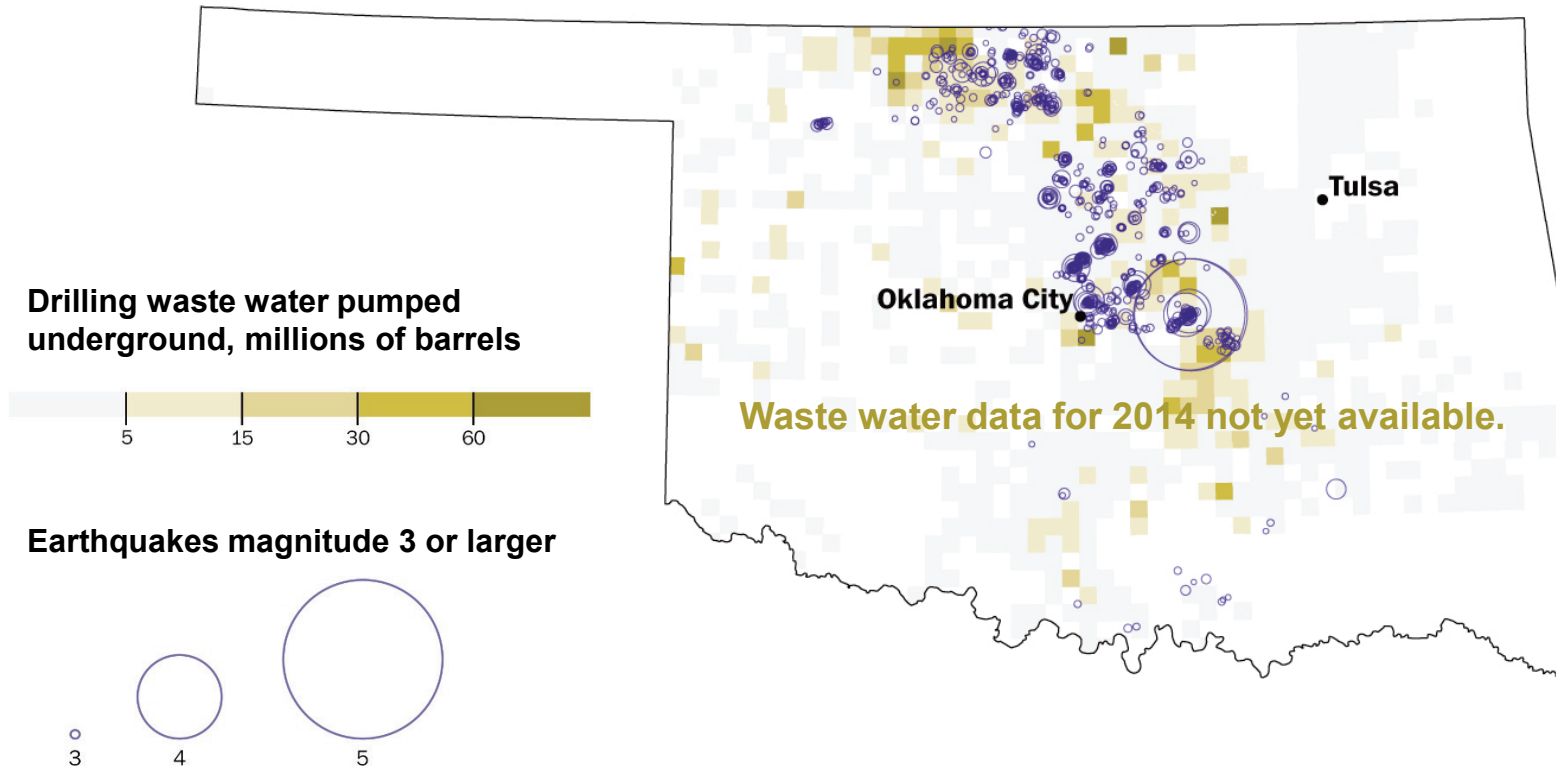 Tulsa
Oklahoma City
Drilling waste water pumped
underground, millions of barrels
5 15 30 60
Waste water data for 2014 not yet available.
Earthquakes magnitude 3 or larger
3 4 5